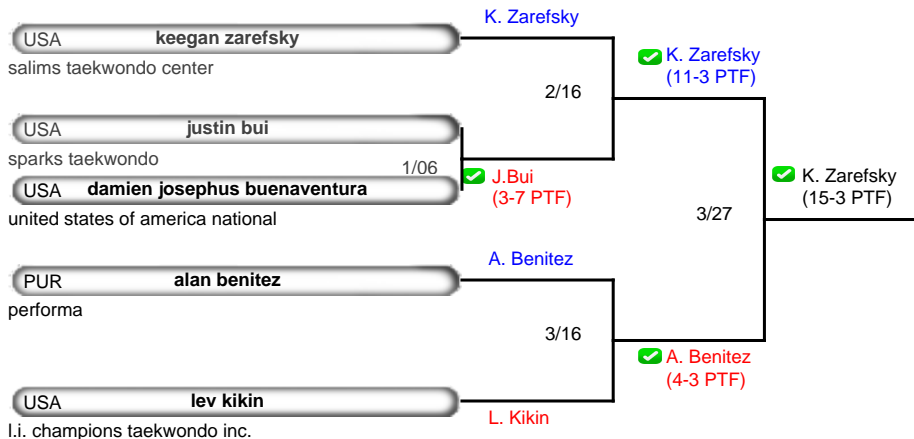 K. Zarefsky
USA keegan zarefsky
salims taekwondo center
K. Zarefsky
(11-3 PTF)
2/16
USA justin bui
sparks taekwondo
1/06
USA damien josephus buenaventura
united states of america national
J.Bui
(3-7 PTF)
K. Zarefsky
(15-3 PTF)
3/27
A. Benitez
PUR alan benitez
performa
3/16
A. Benitez
(4-3 PTF)
USA lev kikin
l.i. champions taekwondo inc.
L. Kikin